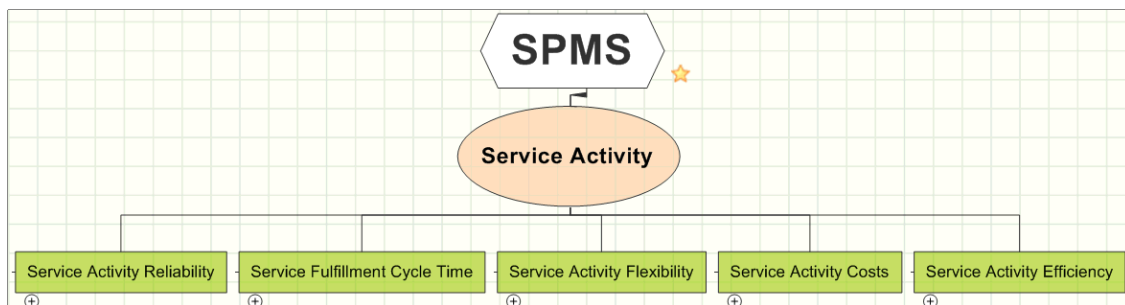 SPMS
Service Activity
Service Activity Reliability
Service Fulfillment Cycle Time
Service Activity Flexibility
Service Activity Costs
Service Activity Efficiency